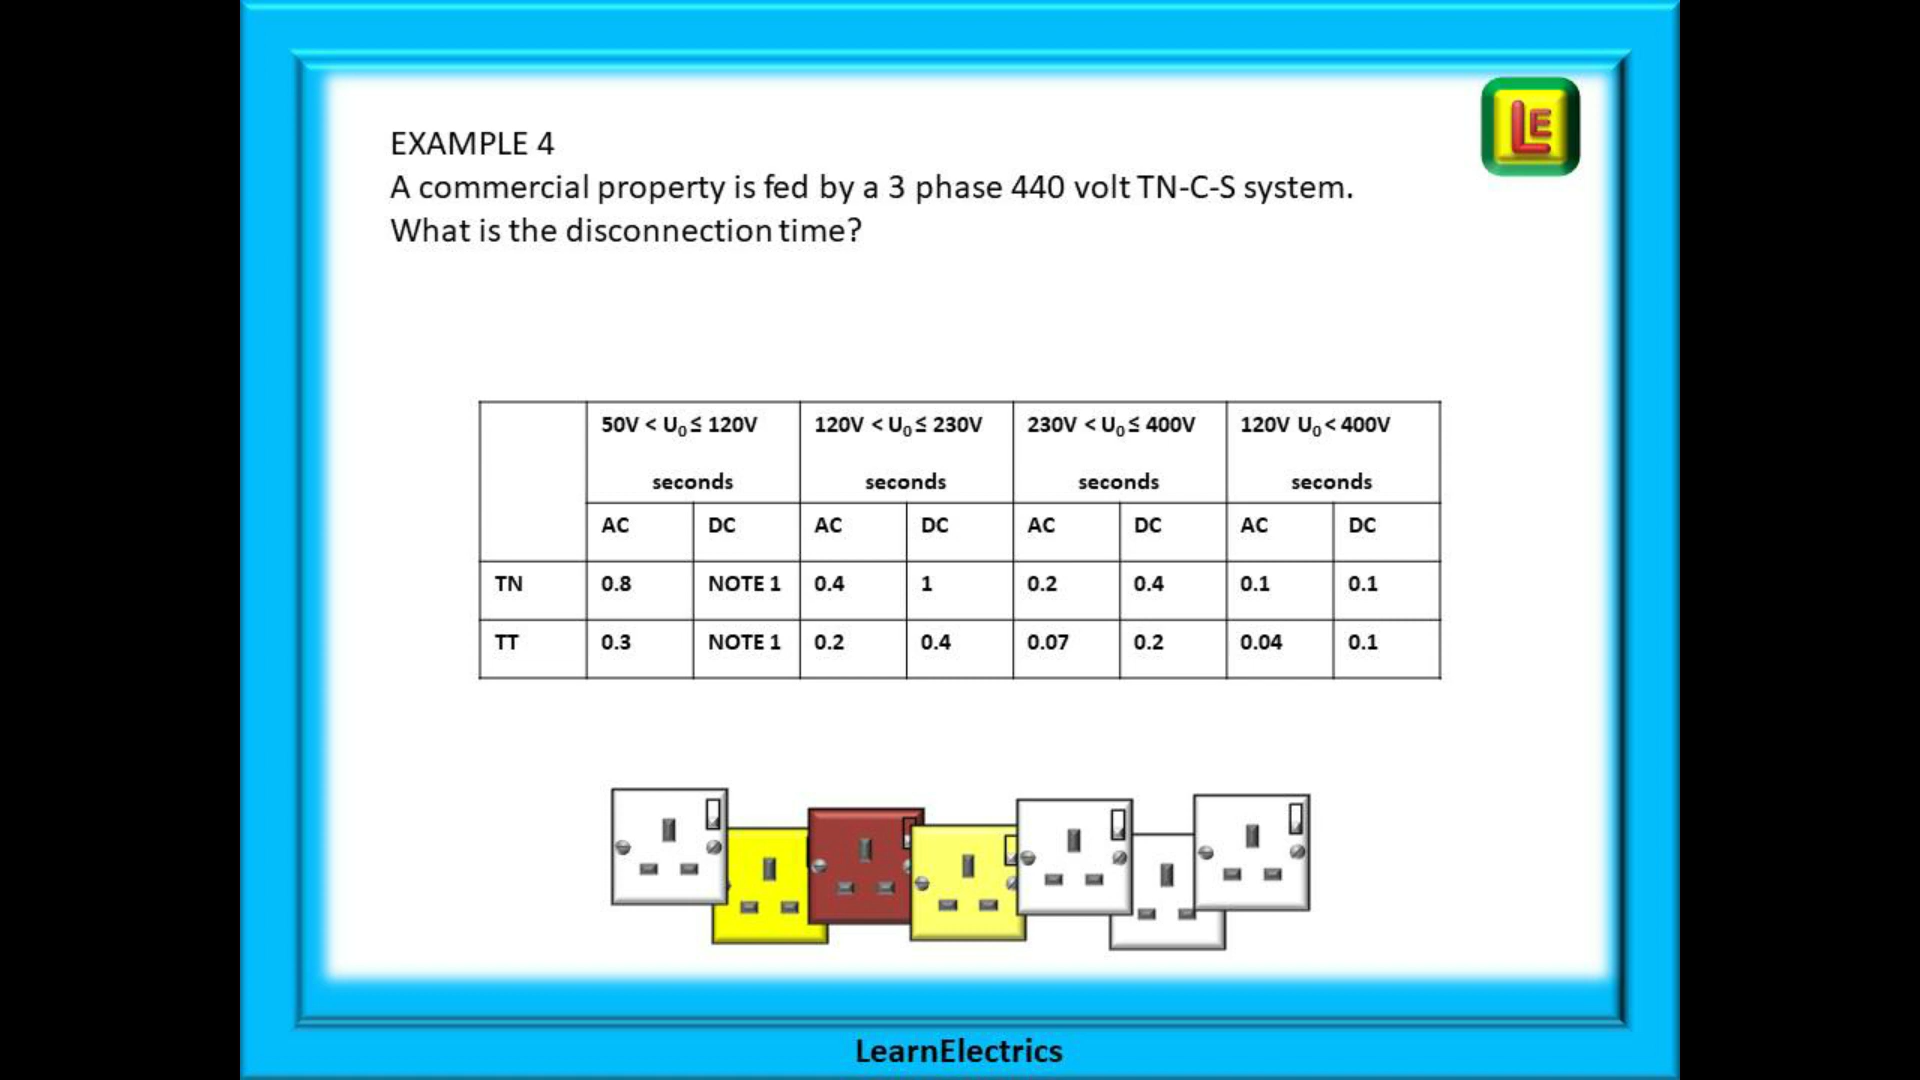 LE
EXAMPLE 4
A commercial property is fed by a 3 phase 440 volt TN-C-S system.
What is the disconnection time?
50V < U₀ ≤ 120V 120V < U₀ ≤ 230V 230V < U₀ ≤ 400V 120V U₀ < 400V
seconds seconds seconds seconds
AC DC AC DC AC DC AC DC
TN 0.8 NOTE 1 0.4 1 0.2 0.4 0.1 0.1
TT 0.3 NOTE 1 0.2 0.4 0.07 0.2 0.04 0.1
LearnElectrics